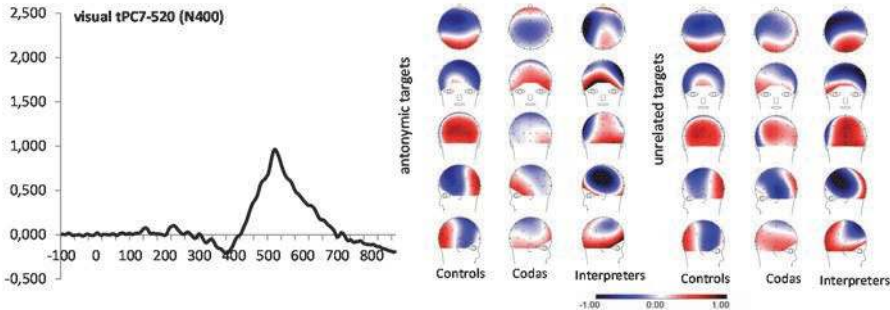 visual tPC7-520 (N400)
2,500
2,000
1,500
1,000
0,500
0,000
-0,500
-100 0 100 200 300 400 500 600 700 800
antonymic targets
Controls Codas Interpreters
unrelated targets
Controls Codas Interpreters
-1.00 0.00 1.00